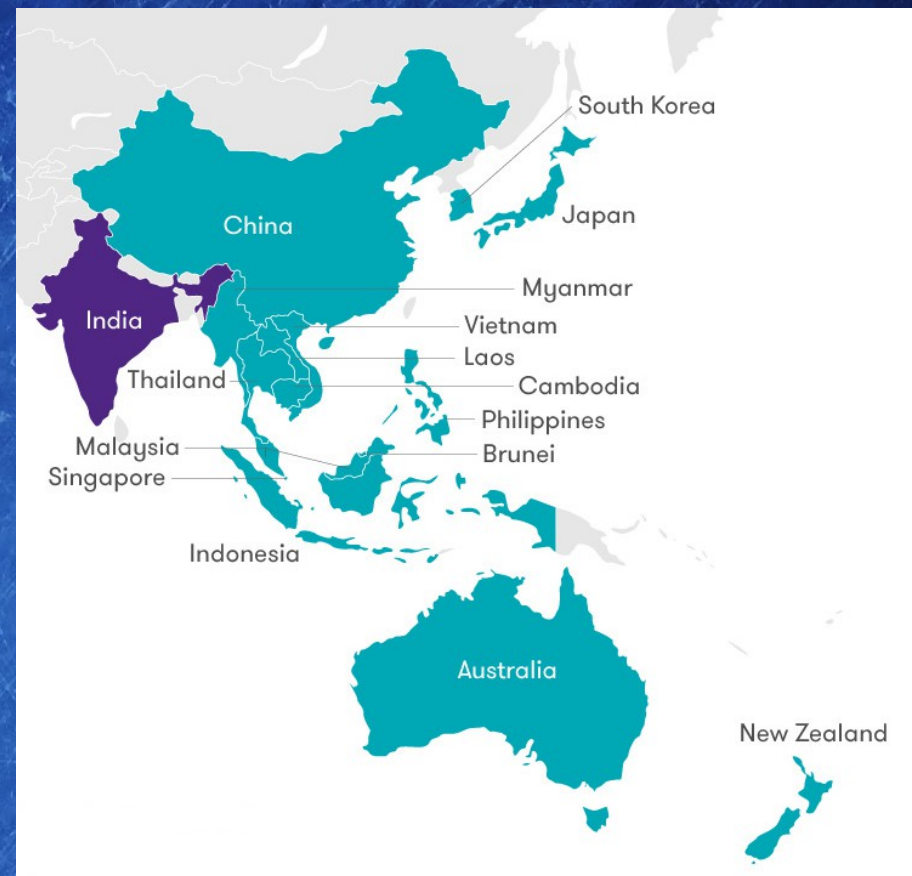 South Korea
Japan
China
Myanmar
India
Vietnam
Laos
Thailand
Cambodia
Philippines
Malaysia
Brunei
Singapore
Indonesia
Australia
New Zealand